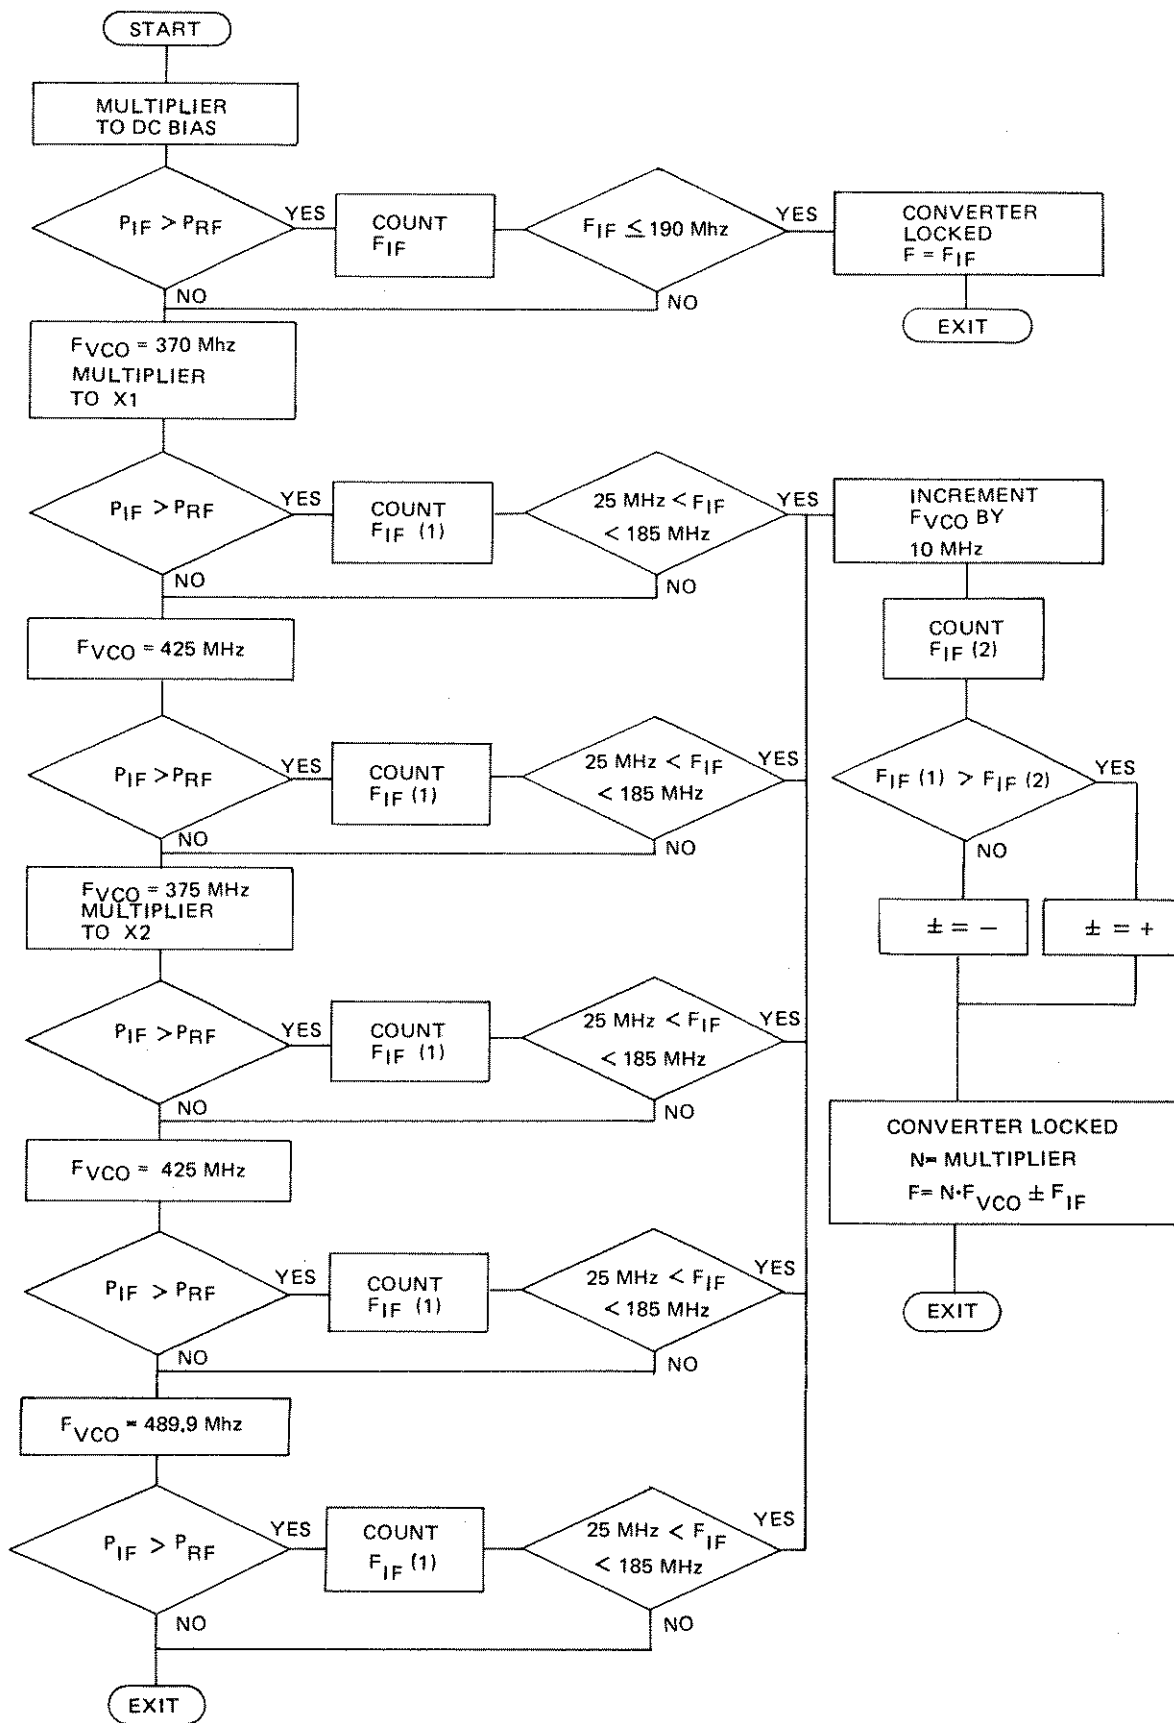 START
MULTIPLIER
TO DC BIAS
PIF > PRF
YES
COUNT
FIF
FIF ≤ 190 Mhz
YES
CONVERTER
LOCKED
F = FIF
NO
NO
EXIT
FVCO = 370 Mhz
MULTIPLIER
TO X1
PIF > PRF
YES
COUNT
FIF (1)
25 MHz < FIF
< 185 MHz
YES
INCREMENT
FVCO BY
10 MHz
NO
NO
FVCO = 425 MHz
COUNT
FIF (2)
PIF > PRF
YES
COUNT
FIF (1)
25 MHz < FIF
< 185 MHz
YES
FIF (1) > FIF (2)
YES
NO
NO
NO
FVCO = 375 MHz
MULTIPLIER
TO X2
± = −
± = +
PIF > PRF
YES
COUNT
FIF (1)
25 MHz < FIF
< 185 MHz
YES
NO
NO
CONVERTER LOCKED
N= MULTIPLIER
F= N·FVCO ± FIF
FVCO = 425 MHz
PIF > PRF
YES
COUNT
FIF (1)
25 MHz < FIF
< 185 MHz
YES
EXIT
NO
NO
FVCO = 489.9 Mhz
PIF > PRF
YES
COUNT
FIF (1)
25 MHz < FIF
< 185 MHz
YES
NO
NO
EXIT